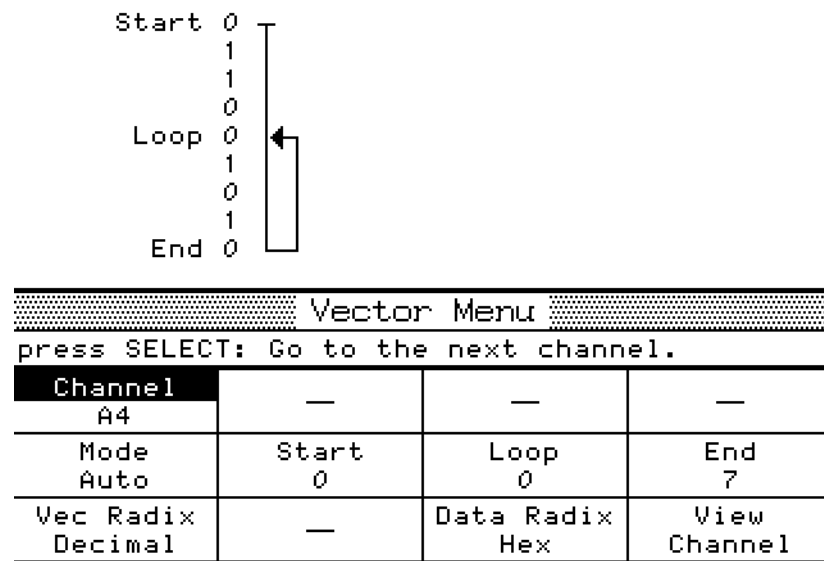 Start 0
1
1
0
Loop 0
1
0
1
End 0
Vector Menu
press SELECT: Go to the next channel.
Channel — — —
A4
Mode Start Loop End
Auto 0 0 7
Vec Radix — Data Radix View
Decimal Hex Channel